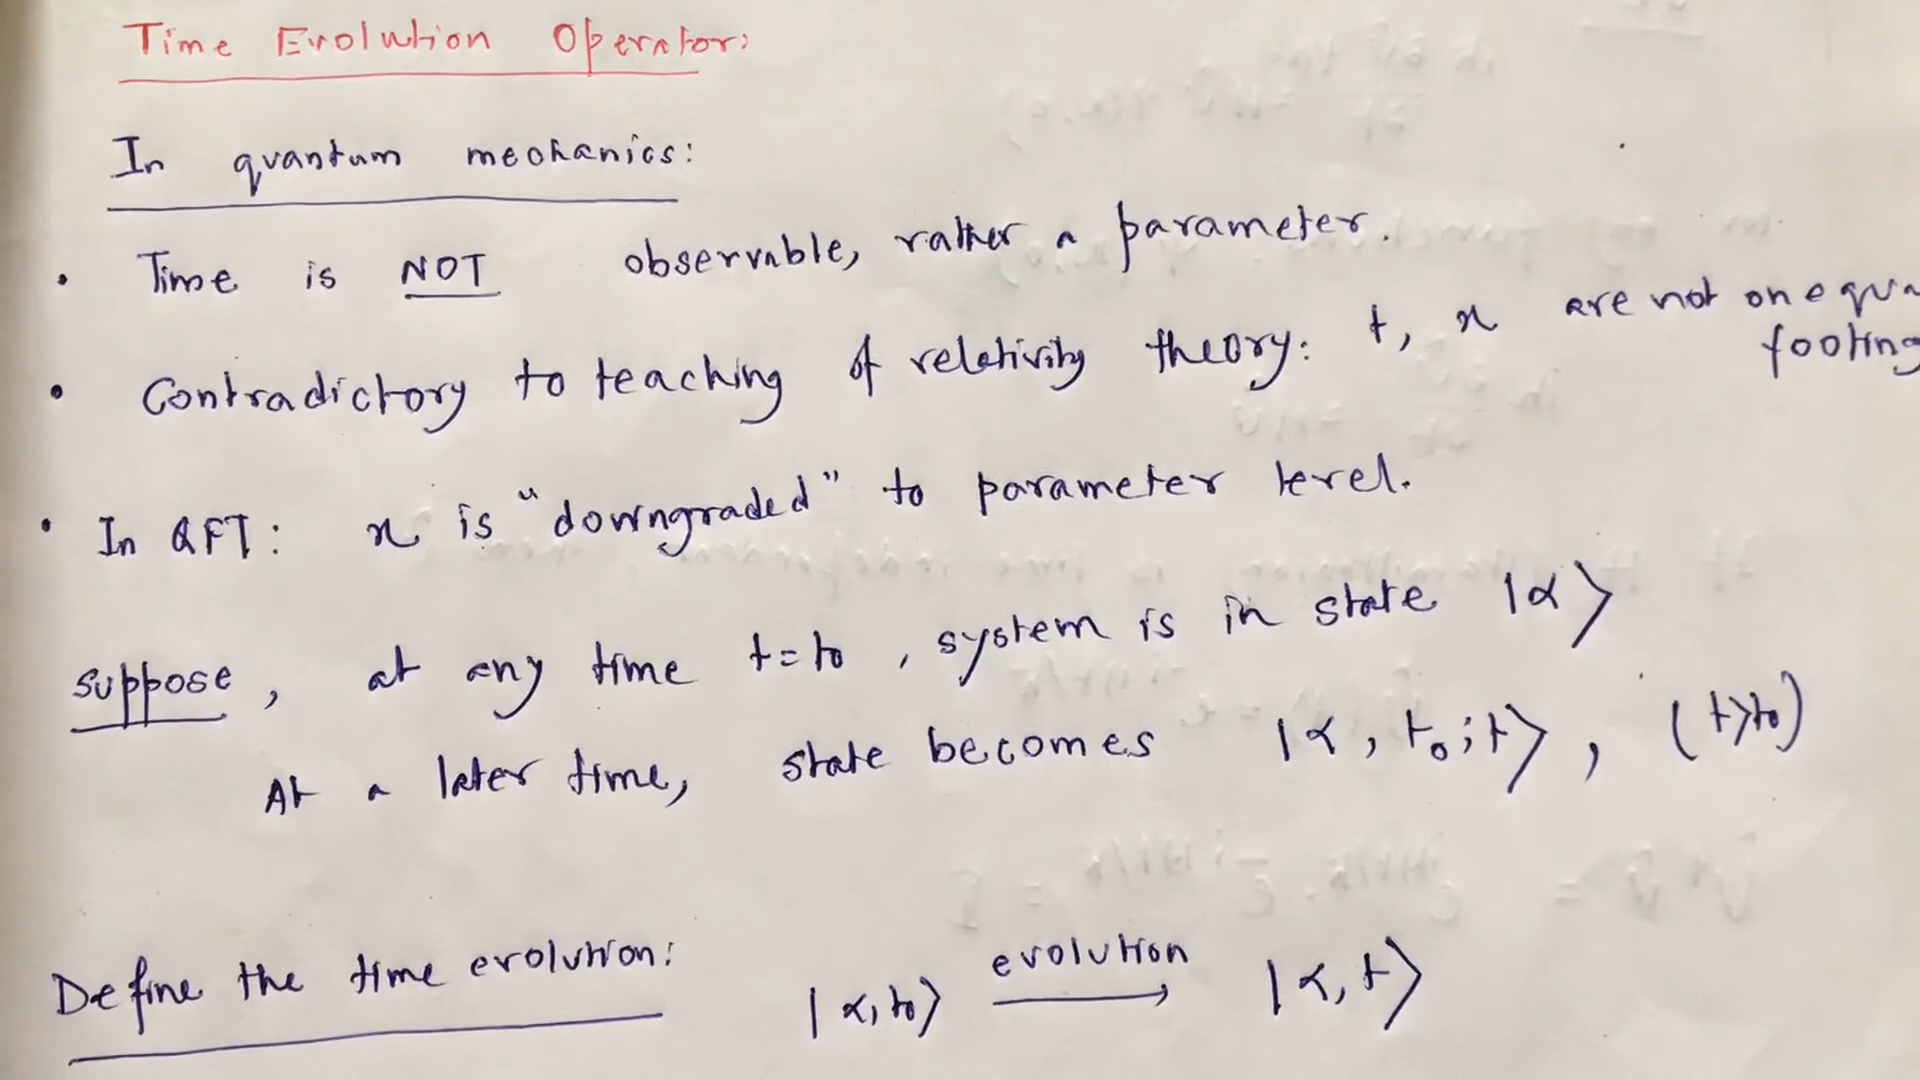 Time Evolution Operator:
In quantum mechanics:
• Time is NOT observable, rather a parameter.
• Contradictory to teaching of relativity theory: t, x are not on equa
footing
• In QFT: x is "downgraded" to parameter level.
Suppose, at any time t=t₀, system is in state |α⟩
At a later time, state becomes |α, t₀; t⟩, (t>t₀)
Define the time evolution: |α, t₀⟩ evolution → |α, t⟩